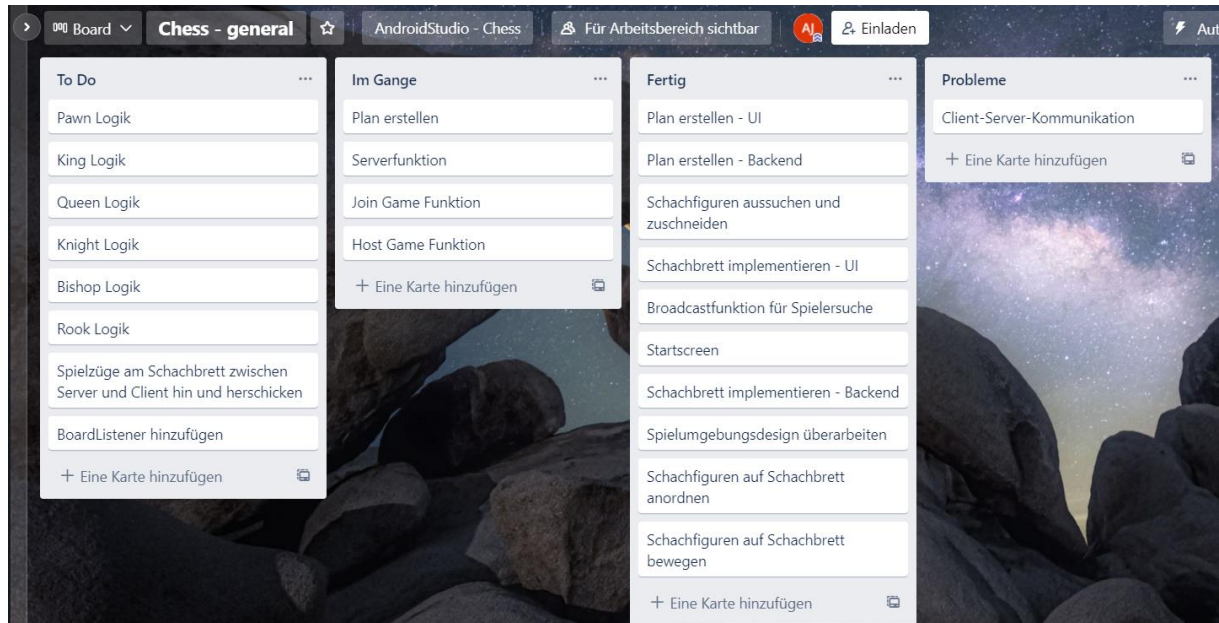 Board
Chess - general
AndroidStudio - Chess
Für Arbeitsbereich sichtbar
AJ
Einladen
Aut
To Do
Pawn Logik
King Logik
Queen Logik
Knight Logik
Bishop Logik
Rook Logik
Spielzüge am Schachbrett zwischen
Server und Client hin und herschicken
BoardListener hinzufügen
+ Eine Karte hinzufügen
Im Gange
Plan erstellen
Serverfunktion
Join Game Funktion
Host Game Funktion
+ Eine Karte hinzufügen
Fertig
Plan erstellen - UI
Plan erstellen - Backend
Schachfiguren aussuchen und
zuschneiden
Schachbrett implementieren - UI
Broadcastfunktion für Spielersuche
Startscreen
Schachbrett implementieren - Backend
Spielumgebungsdesign überarbeiten
Schachfiguren auf Schachbrett
anordnen
Schachfiguren auf Schachbrett
bewegen
+ Eine Karte hinzufügen
Probleme
Client-Server-Kommunikation
+ Eine Karte hinzufügen